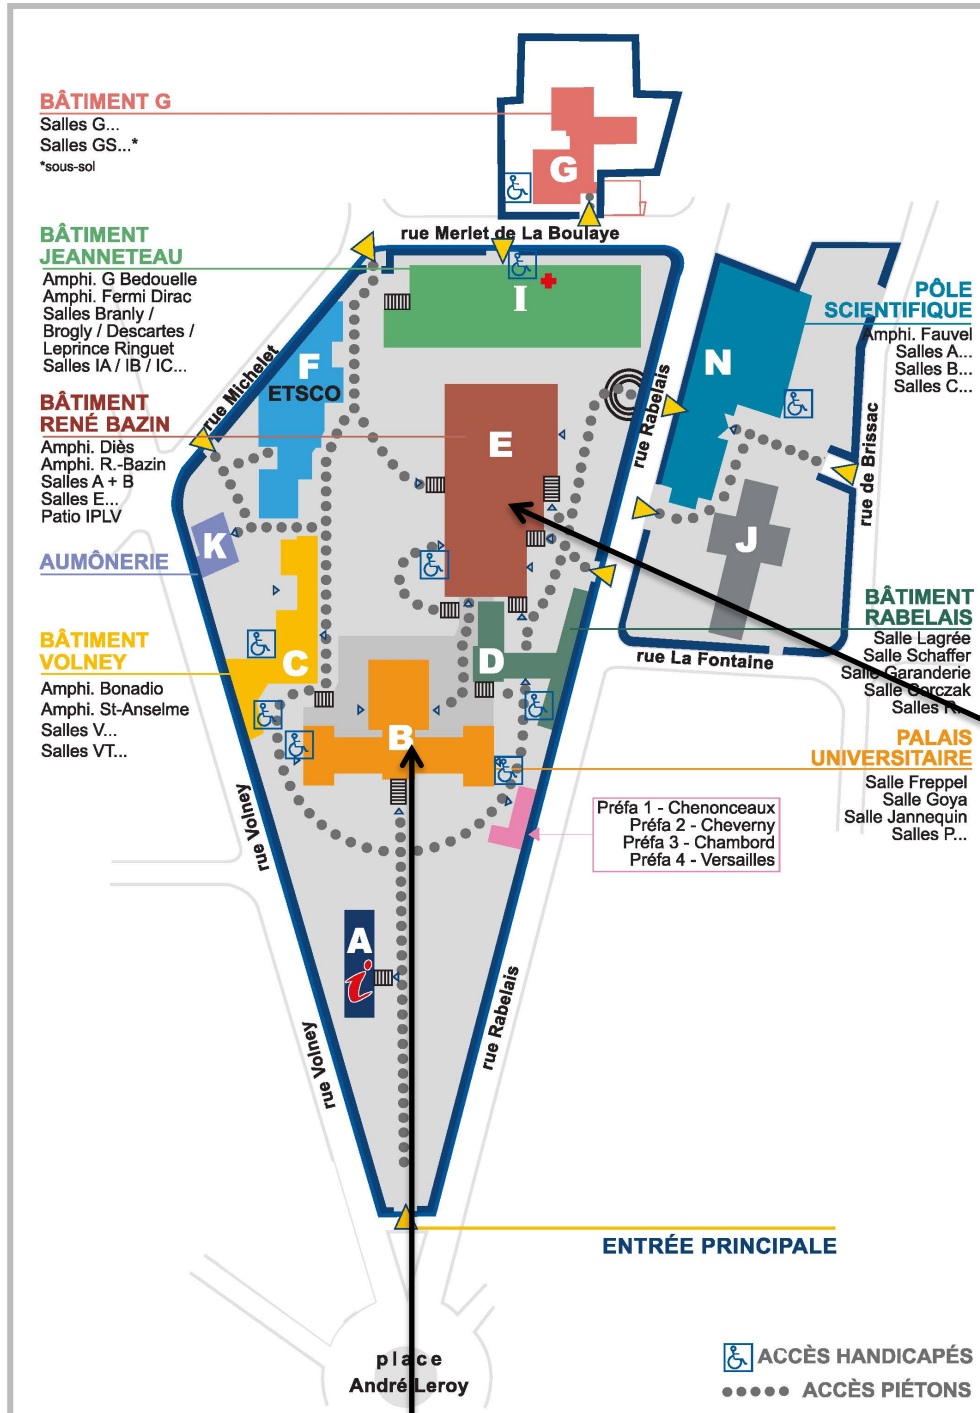 BÂTIMENT G
Salles G...
Salles GS...*
*sous-sol
G
rue Merlet de La Boulaye
BÂTIMENT
JEANNETEAU
Amphi. G Bedouelle
Amphi. Fermi Dirac
Salles Branly /
Brogly / Descartes /
Leprince Ringuet
Salles IA / IB / IC...
I
PÔLE
SCIENTIFIQUE
Amphi. Fauvel
Salles A...
Salles B...
Salles C...
N
F
ETSCO
rue Michelet
BÂTIMENT
RENÉ BAZIN
Amphi. Diès
Amphi. R.-Bazin
Salles A + B
Salles E...
Patio IPLV
E
rue Rabelais
rue de Brissac
K
J
AUMÔNERIE
BÂTIMENT
RABELAIS
Salle Lagrée
Salle Schaffer
Salle Garanderie
Salle Corczak
Salles R...
rue La Fontaine
BÂTIMENT
VOLNEY
Amphi. Bonadio
Amphi. St-Anselme
Salles V...
Salles VT...
C
D
B
PALAIS
UNIVERSITAIRE
Salle Freppel
Salle Goya
Salle Jannequin
Salles P...
rue Volney
Préfa 1 - Chenonceaux
Préfa 2 - Cheverny
Préfa 3 - Chambord
Préfa 4 - Versailles
A
i
rue Rabelais
rue Volney
ENTRÉE PRINCIPALE
place
André Leroy
ACCÈS HANDICAPÉS
ACCÈS PIÉTONS